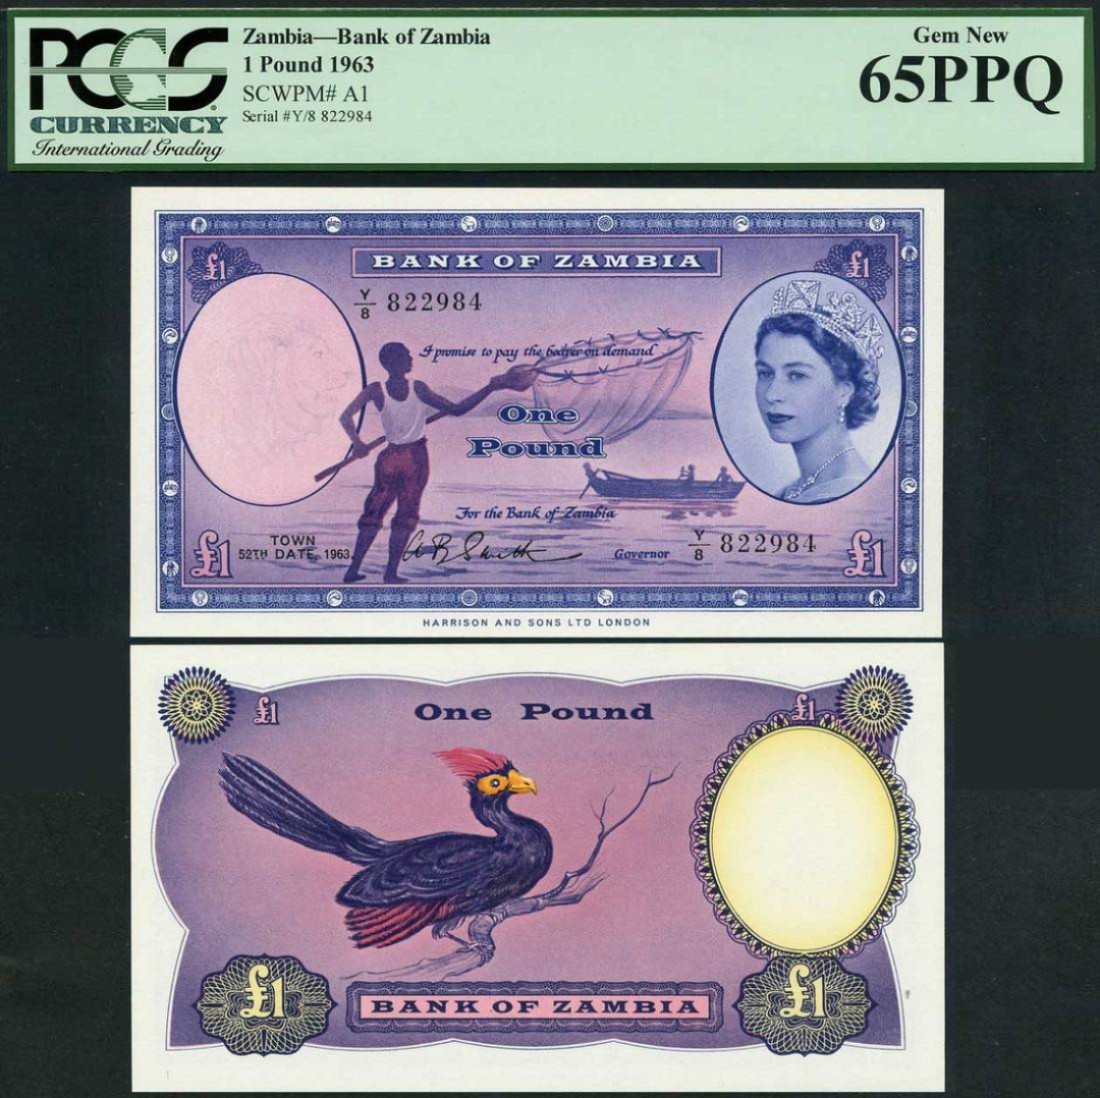 PCGS
CURRENCY
International Grading
Zambia—Bank of Zambia
1 Pound 1963
SCWPM# A1
Serial #Y/8 822984
Gem New
65PPQ
£1
BANK OF ZAMBIA
£1
Y/8 822984
I promise to pay the bearer on demand
One
Pound
For the Bank of Zambia
TOWN
52TH DATE, 1963.
Governor
Y/8 822984
£1
£1
HARRISON AND SONS LTD LONDON
£1
One Pound
£1
£1
BANK OF ZAMBIA
£1